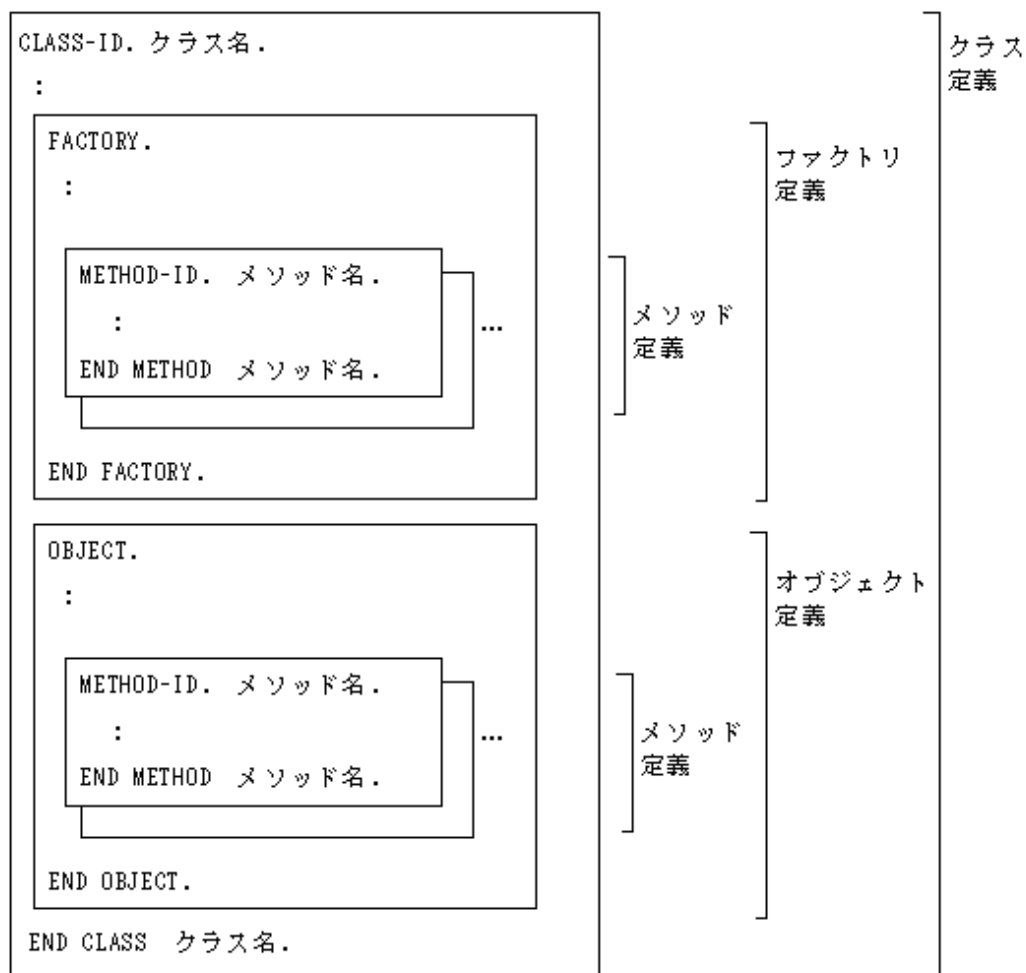 CLASS-ID. クラス名.
:
FACTORY.
:
METHOD-ID. メソッド名.
:
END METHOD メソッド名.
...
END FACTORY.
OBJECT.
:
METHOD-ID. メソッド名.
:
END METHOD メソッド名.
...
END OBJECT.
END CLASS クラス名.
メソッド
定義
ファクトリ
定義
メソッド
定義
オブジェクト
定義
クラス
定義